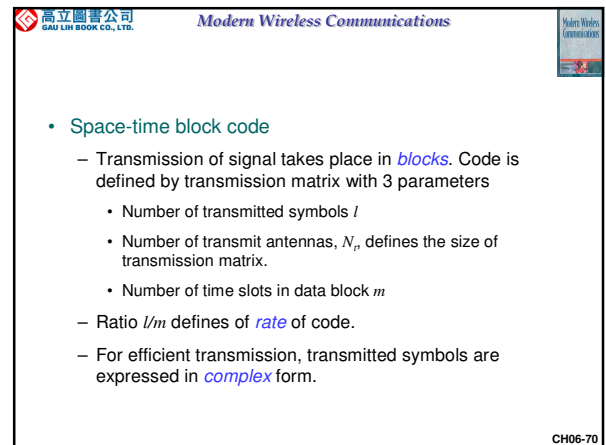 高立圖書公司
GAU LIH BOOK CO., LTD.
Modern Wireless Communications
Modern Wireless
Communications
• Space-time block code
– Transmission of signal takes place in blocks. Code is
defined by transmission matrix with 3 parameters
• Number of transmitted symbols l
• Number of transmit antennas, Nt, defines the size of
transmission matrix.
• Number of time slots in data block m
– Ratio l/m defines of rate of code.
– For efficient transmission, transmitted symbols are
expressed in complex form.
CH06-70